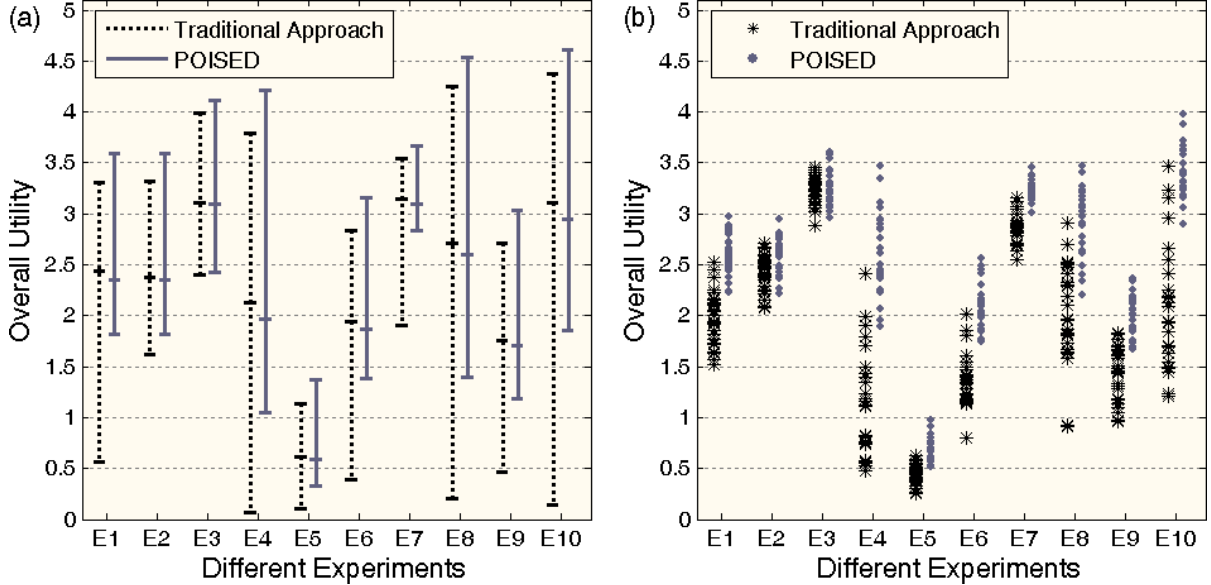 (a)
Traditional Approach
POISED
Overall Utility
5
4.5
4
3.5
3
2.5
2
1.5
1
0.5
0
E1 E2 E3 E4 E5 E6 E7 E8 E9 E10
Different Experiments
(b)
Traditional Approach
POISED
Overall Utility
5
4.5
4
3.5
3
2.5
2
1.5
1
0.5
0
E1 E2 E3 E4 E5 E6 E7 E8 E9 E10
Different Experiments